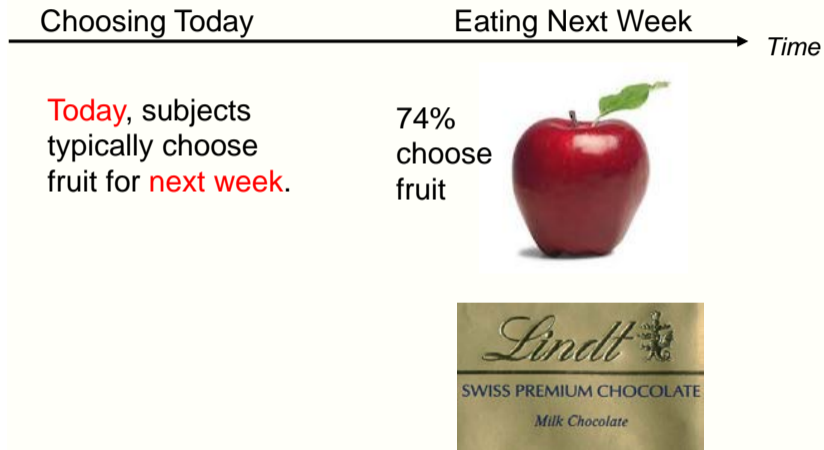 Choosing Today
Eating Next Week
Time
Today, subjects
typically choose
fruit for next week.
74%
choose
fruit
Lindt
SWISS PREMIUM CHOCOLATE
Milk Chocolate